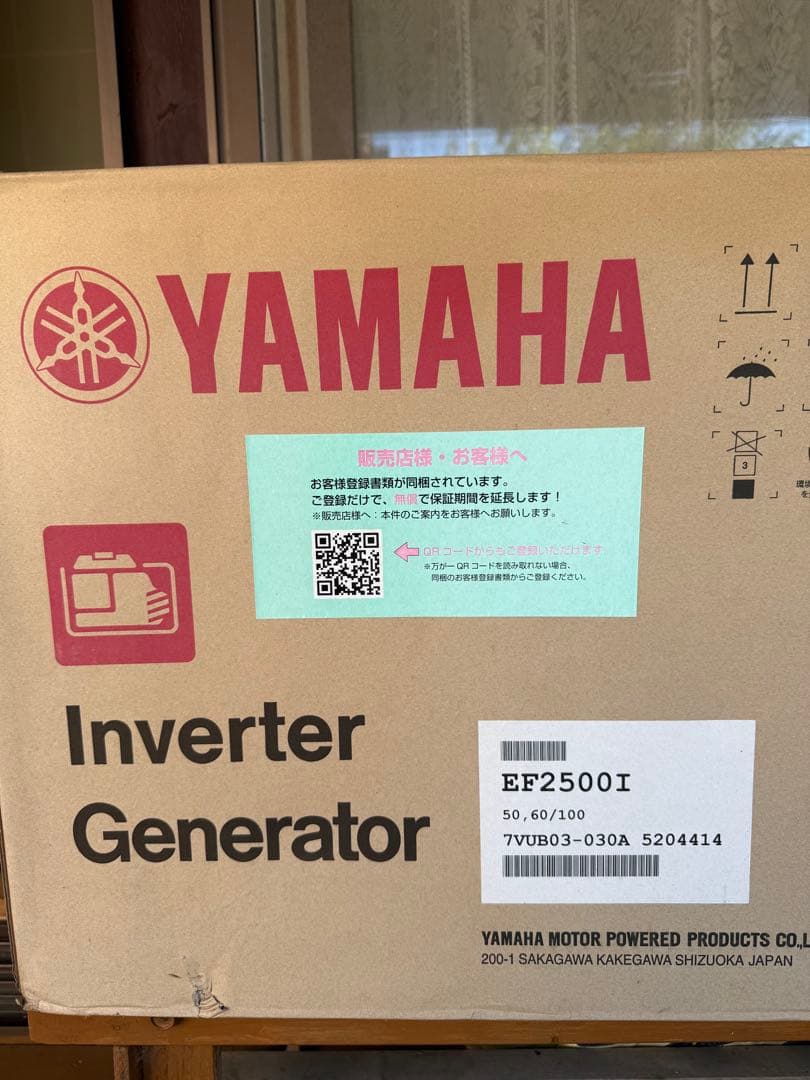 YAMAHA
販売店様・お客様へ
お客様登録書類が同梱されています。
ご登録だけで、無償で保証期間を延長します!
※販売店様へ:本件のご案内をお客様へお願いします。
QRコードからもご登録いただけます
※万が一QRコードを読み取れない場合、
同梱のお客様登録書類からご登録ください。
3
環境
Inverter
Generator
EF2500I
50,60/100
7VUB03-030A 5204414
YAMAHA MOTOR POWERED PRODUCTS CO.,L
200-1 SAKAGAWA KAKEGAWA SHIZUOKA JAPAN